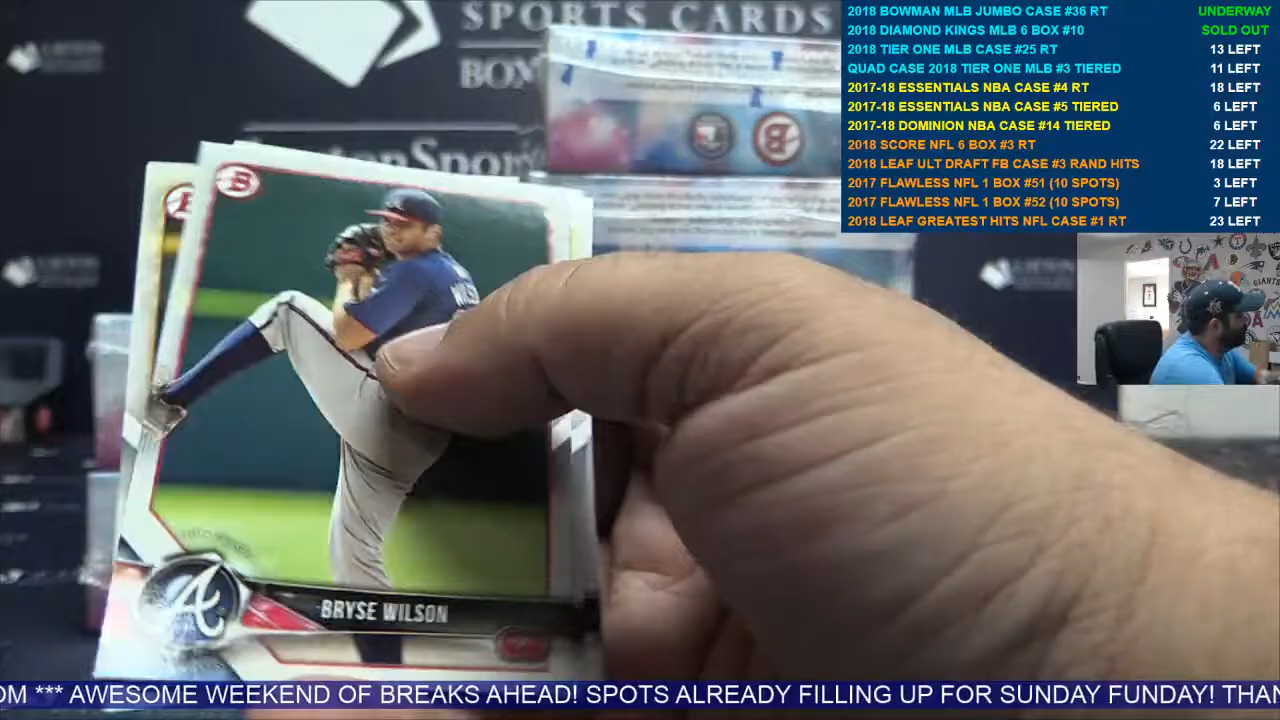 SPORTS CARDS
BOX
2018 BOWMAN MLB JUMBO CASE #36 RT UNDERWAY
2018 DIAMOND KINGS MLB 6 BOX #10 SOLD OUT
2018 TIER ONE MLB CASE #25 RT 13 LEFT
QUAD CASE 2018 TIER ONE MLB #3 TIERED 11 LEFT
2017-18 ESSENTIALS NBA CASE #4 RT 18 LEFT
2017-18 ESSENTIALS NBA CASE #5 TIERED 6 LEFT
2017-18 DOMINION NBA CASE #14 TIERED 6 LEFT
2018 SCORE NFL 6 BOX #3 RT 22 LEFT
2018 LEAF ULT DRAFT FB CASE #3 RAND HITS 18 LEFT
2017 FLAWLESS NFL 1 BOX #51 (10 SPOTS) 3 LEFT
2017 FLAWLESS NFL 1 BOX #52 (10 SPOTS) 7 LEFT
2018 LEAF GREATEST HITS NFL CASE #1 RT 23 LEFT
B
B
B
A
BRYSE WILSON
OM *** AWESOME WEEKEND OF BREAKS AHEAD! SPOTS ALREADY FILLING UP FOR SUNDAY FUNDAY! THAN